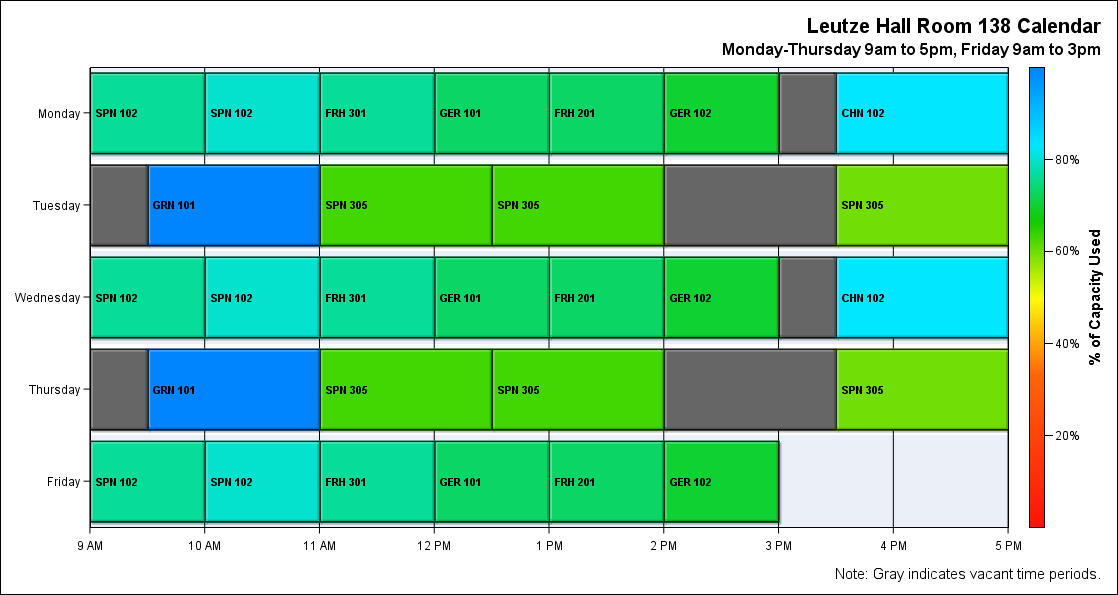 Leutze Hall Room 138 Calendar
Monday-Thursday 9am to 5pm, Friday 9am to 3pm
Monday
SPN 102
SPN 102
FRH 301
GER 101
FRH 201
GER 102
CHN 102
Tuesday
GRN 101
SPN 305
SPN 305
SPN 305
Wednesday
SPN 102
SPN 102
FRH 301
GER 101
FRH 201
GER 102
CHN 102
Thursday
GRN 101
SPN 305
SPN 305
SPN 305
Friday
SPN 102
SPN 102
FRH 301
GER 101
FRH 201
GER 102
9 AM
10 AM
11 AM
12 PM
1 PM
2 PM
3 PM
4 PM
5 PM
80%
60%
40%
20%
% of Capacity Used
Note: Gray indicates vacant time periods.